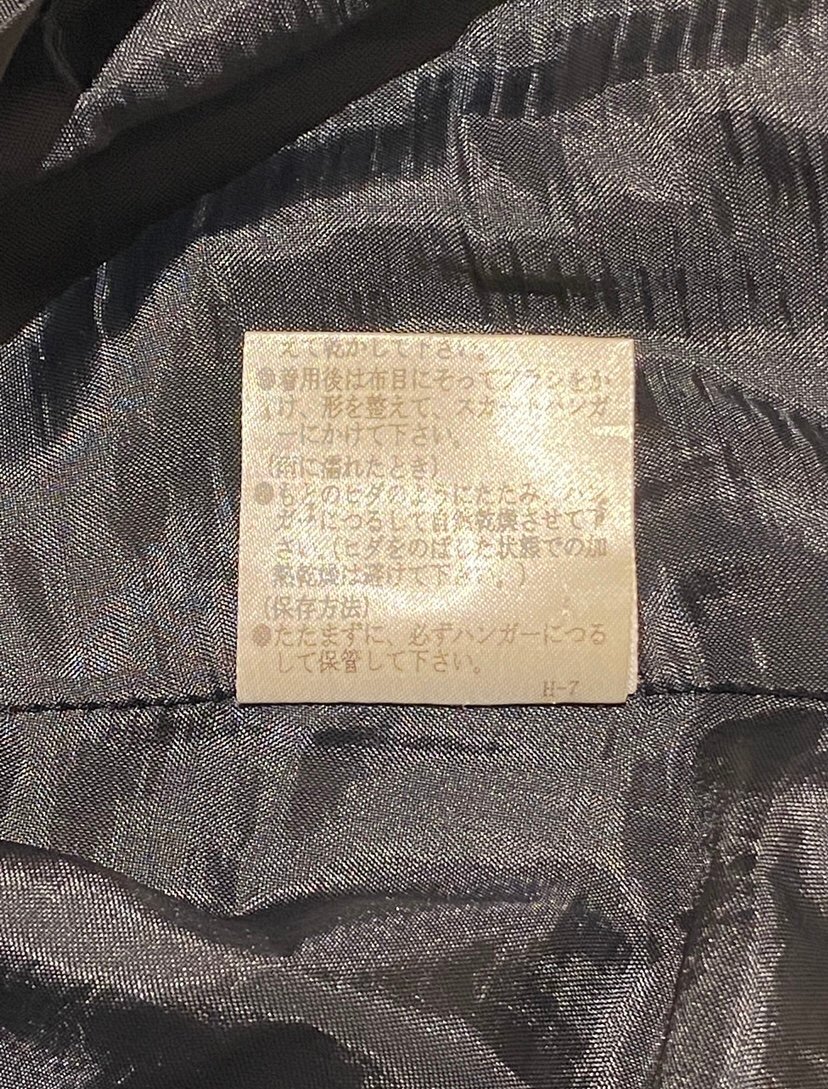 えて乾かして下さい。
●着用後は布目にそってブラシをか
け、形を整えて、スカートハンガ
ーにかけて下さい。
(雨に濡れたとき)
●もとのヒダのようにたたみ、ハン
ガーにつるして自然乾燥させて下
さい。(ヒダをのばした状態での加
熱乾燥は避けて下さい。)
(保存方法)
●たたまずに、必ずハンガーにつる
して保管して下さい。
H-7